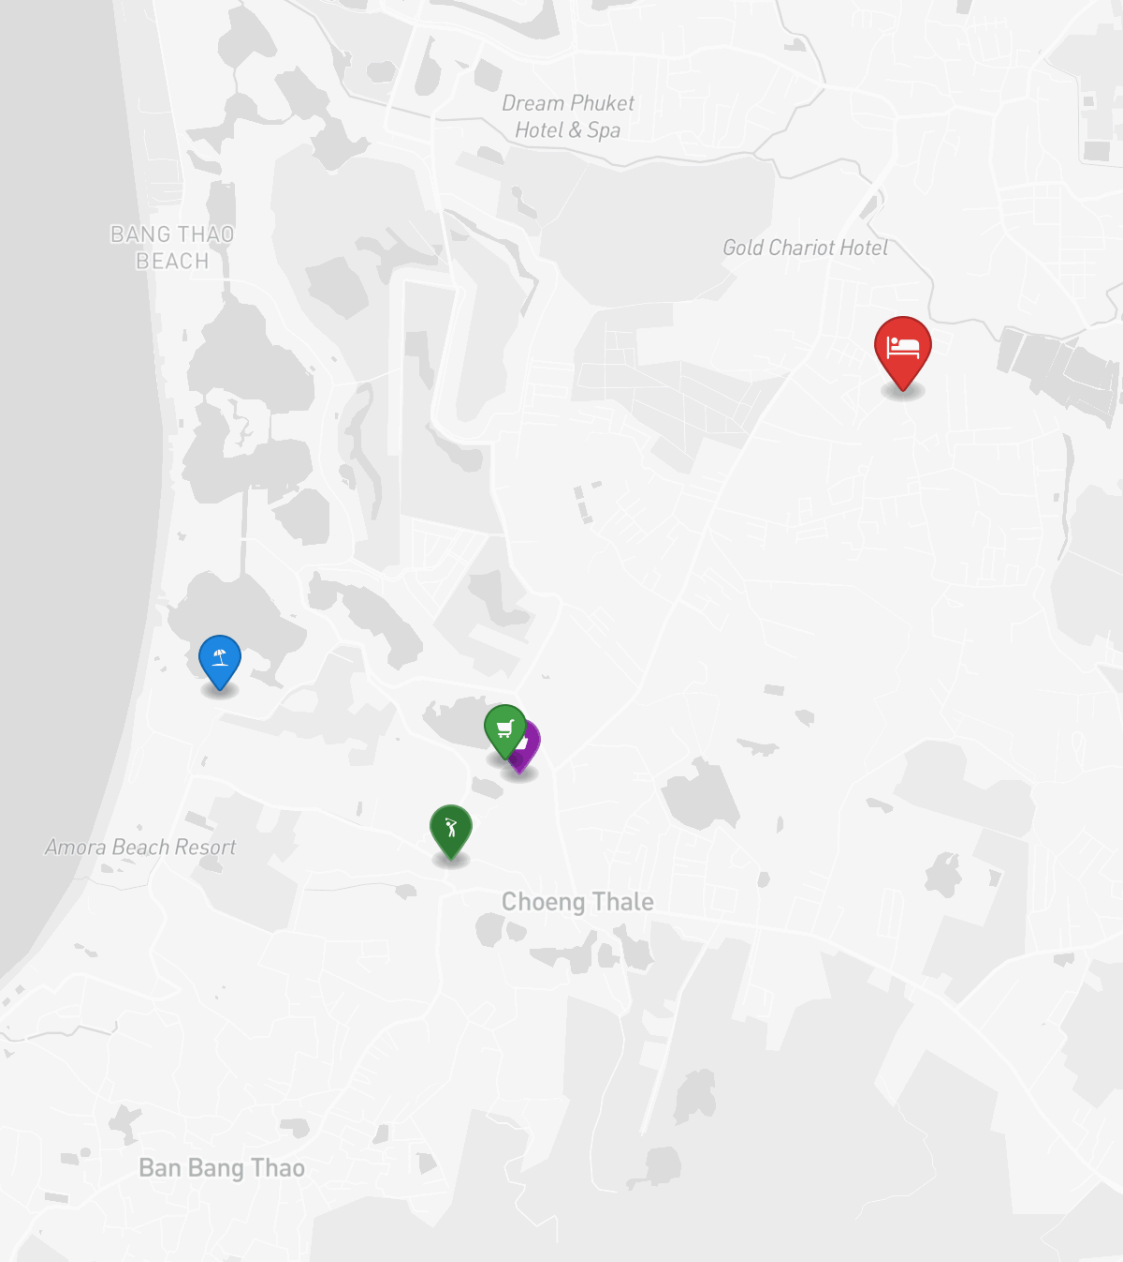 Dream Phuket
Hotel & Spa
BANG THAO
BEACH
Gold Chariot Hotel
Amora Beach Resort
Choeng Thale
Ban Bang Thao